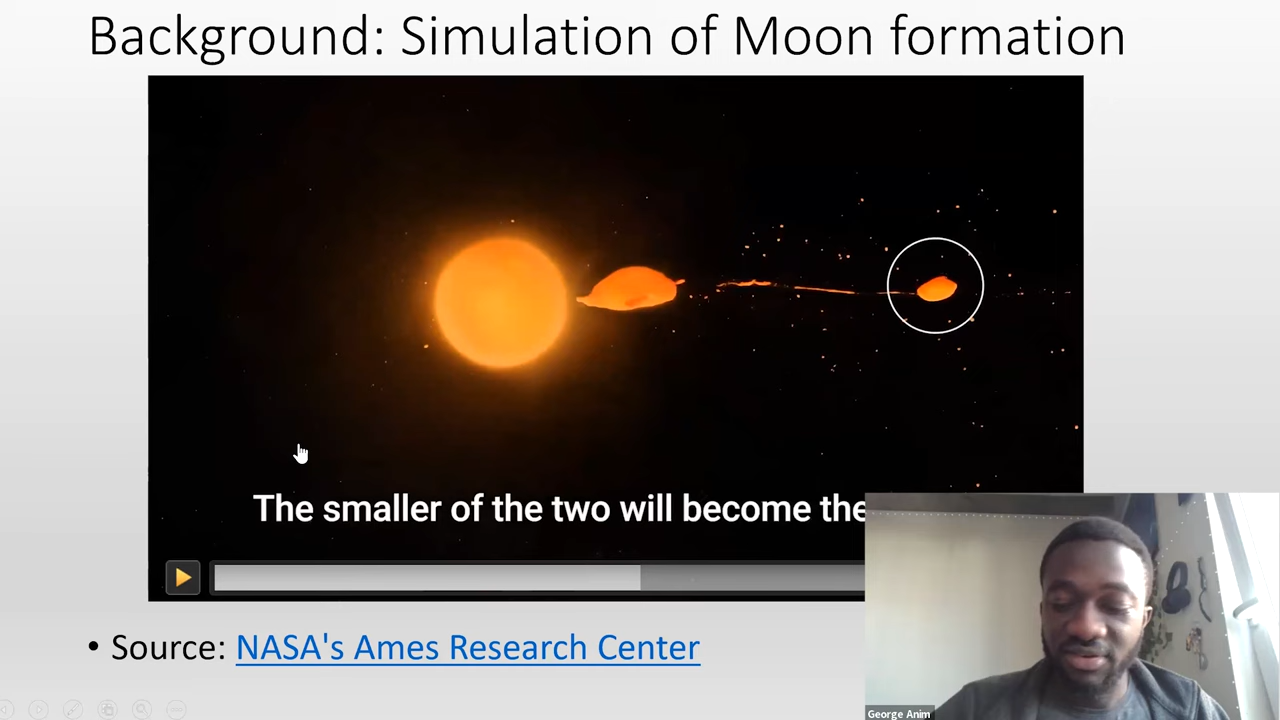 Background: Simulation of Moon formation
The smaller of the two will become the
• Source: NASA's Ames Research Center
George Anim